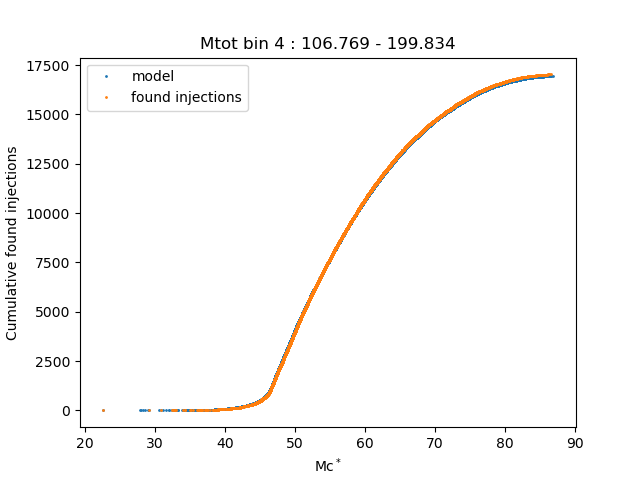 Mtot bin 4 : 106.769 - 199.834
model
found injections
Cumulative found injections
17500
15000
12500
10000
7500
5000
2500
0
20 30 40 50 60 70 80 90
Mc*